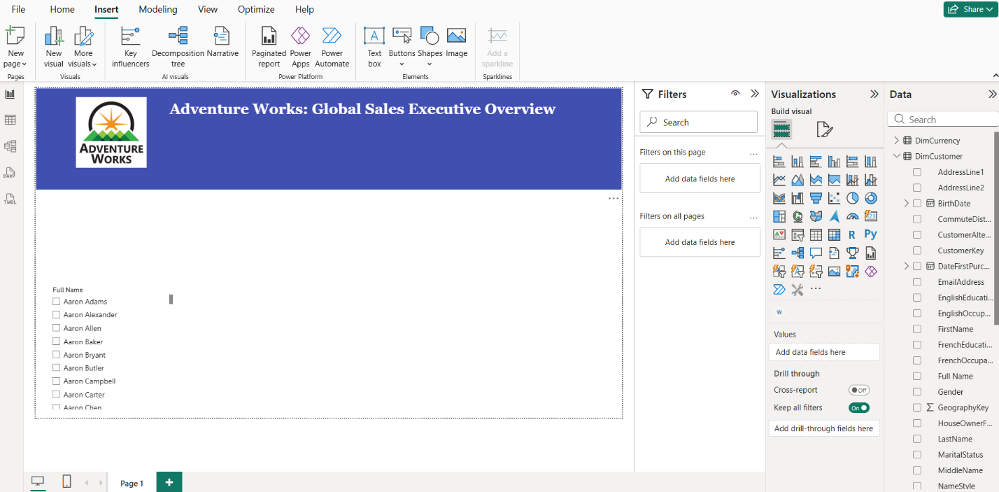 File Home Insert Modeling View Optimize Help Share
New page
Pages
New visual
More visuals
Visuals
Key influencers
Decomposition tree
Narrative
AI visuals
Paginated report
Power Apps
Power Automate
Power Platform
Text box
Buttons
Shapes
Image
Elements
Add a sparkline
Sparklines
DAX
TMDL
Adventure Works: Global Sales Executive Overview
ADVENTURE
WORKS
...
Full Name
Aaron Adams
Aaron Alexander
Aaron Allen
Aaron Baker
Aaron Bryant
Aaron Butler
Aaron Campbell
Aaron Carter
Aaron Chen
Filters
Search
Filters on this page ...
Add data fields here
Filters on all pages ...
Add data fields here
Visualizations
Build visual
123
R Py
...
W
Values
Add data fields here
Drill through
Cross-report Off
Keep all filters On
Add drill-through fields here
Data
Search
DimCurrency
DimCustomer
AddressLine1
AddressLine2
BirthDate
CommuteDist...
CustomerAlte...
CustomerKey
DateFirstPurc...
EmailAddress
EnglishEducati...
EnglishOccup...
FirstName
FrenchEducati...
FrenchOccupa...
Full Name
Gender
Σ GeographyKey
HouseOwnerF...
LastName
MaritalStatus
MiddleName
NameStyle
Page 1